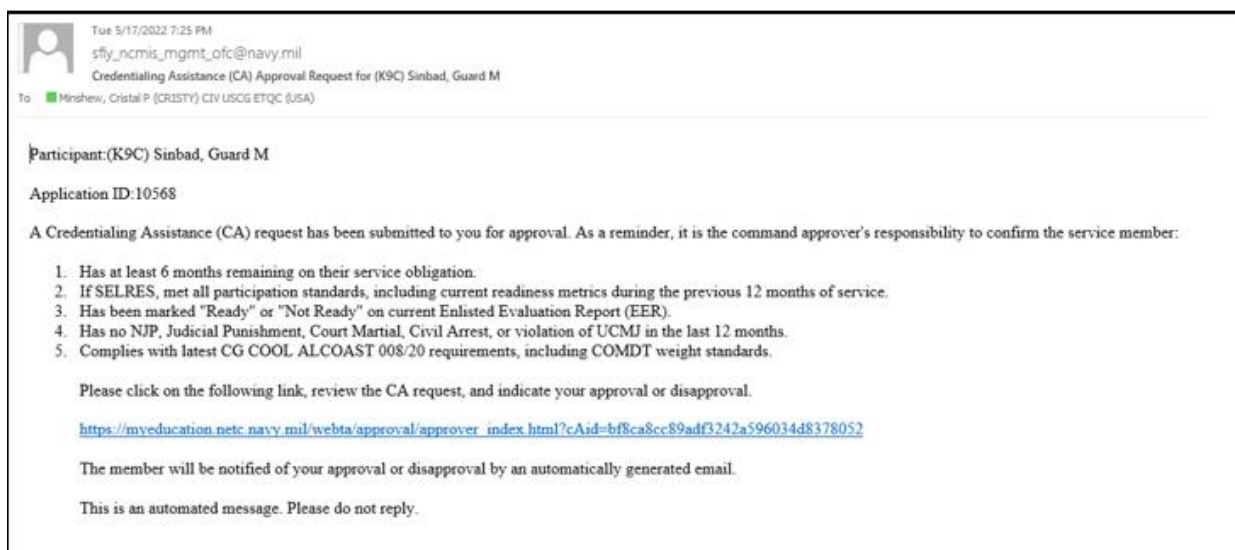 Tue 5/17/2022 7:25 PM
sfly_ncmis_mgmt_ofc@navy.mil
Credentialing Assistance (CA) Approval Request for (K9C) Sinbad, Guard M
To Minshew, Cristal P (CRISTY) CIV USCG ETQC (USA)
Participant:(K9C) Sinbad, Guard M
Application ID:10568
A Credentialing Assistance (CA) request has been submitted to you for approval. As a reminder, it is the command approver's responsibility to confirm the service member:
1. Has at least 6 months remaining on their service obligation.
2. If SELRES, met all participation standards, including current readiness metrics during the previous 12 months of service.
3. Has been marked "Ready" or "Not Ready" on current Enlisted Evaluation Report (EER).
4. Has no NJP, Judicial Punishment, Court Martial, Civil Arrest, or violation of UCMJ in the last 12 months.
5. Complies with latest CG COOL ALCOAST 008/20 requirements, including COMDT weight standards.
Please click on the following link, review the CA request, and indicate your approval or disapproval.
https://myeducation.netc.navy.mil/webta/approval/approver_index.html?cAid=bf8ca8cc89adf3242a596034d8378052
The member will be notified of your approval or disapproval by an automatically generated email.
This is an automated message. Please do not reply.